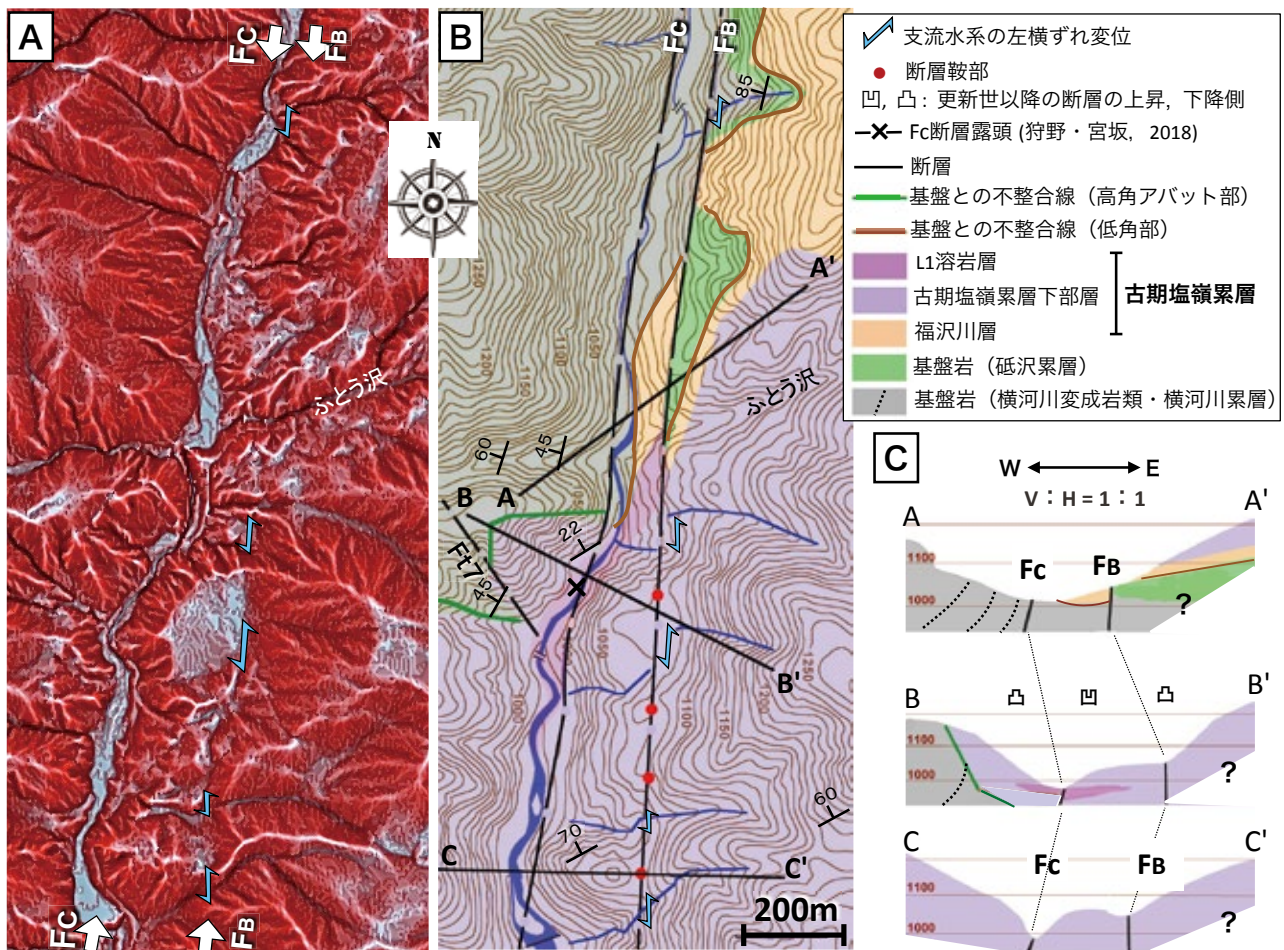 A
FC
FB
ふとう沢
FC
FB
N
B
FC
FB
85
A'
1250
1200
1150
1100
1050
ふとう沢
60
45
B
A
1050
22
Ft7
45
1050
B'
1250
1200
1100
1100
1000
60
70
C
C'
200m
支流水系の左横ずれ変位
断層鞍部
凹, 凸 : 更新世以降の断層の上昇，下降側
Fc断層露頭 (狩野・宮坂，2018)
断層
基盤との不整合線（高角アバット部）
基盤との不整合線（低角部）
L1溶岩層
古期塩嶺累層下部層
福沢川層
古期塩嶺累層
基盤岩（砥沢累層）
基盤岩（横河川変成岩類・横河川累層）
C
W E
V : H = 1 : 1
A
A'
1100
1000
FC
FB
?
B
凸
凹
凸
B'
1100
1000
?
C
C'
FC
FB
1100
1000
?